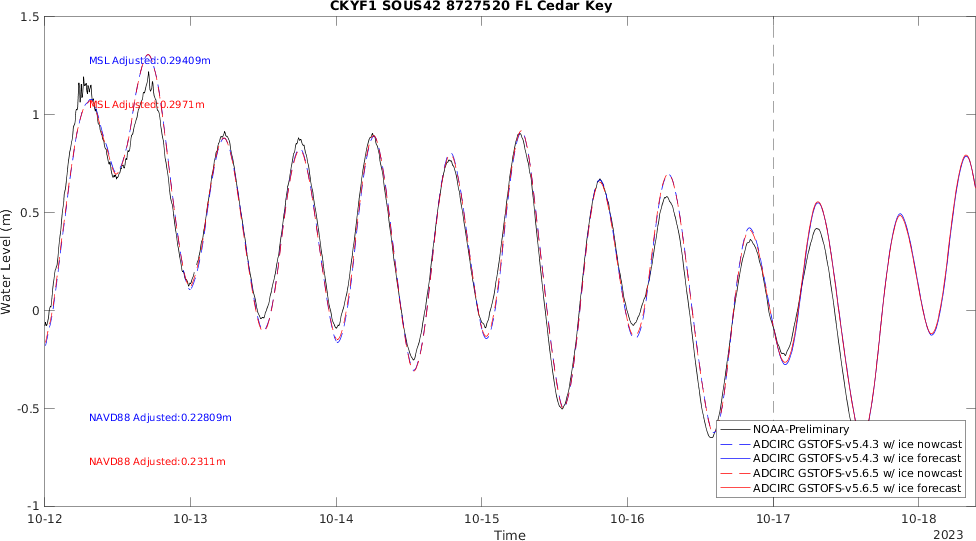 CKYF1 SOUS42 8727520 FL Cedar Key
1.5
1
0.5
0
-0.5
-1
Water Level (m)
MSL Adjusted:0.29409m
MSL Adjusted:0.2971m
NAVD88 Adjusted:0.22809m
NAVD88 Adjusted:0.2311m
NOAA-Preliminary
ADCIRC GSTOFS-v5.4.3 w/ ice nowcast
ADCIRC GSTOFS-v5.4.3 w/ ice forecast
ADCIRC GSTOFS-v5.6.5 w/ ice nowcast
ADCIRC GSTOFS-v5.6.5 w/ ice forecast
10-12 10-13 10-14 10-15 10-16 10-17 10-18
Time
2023